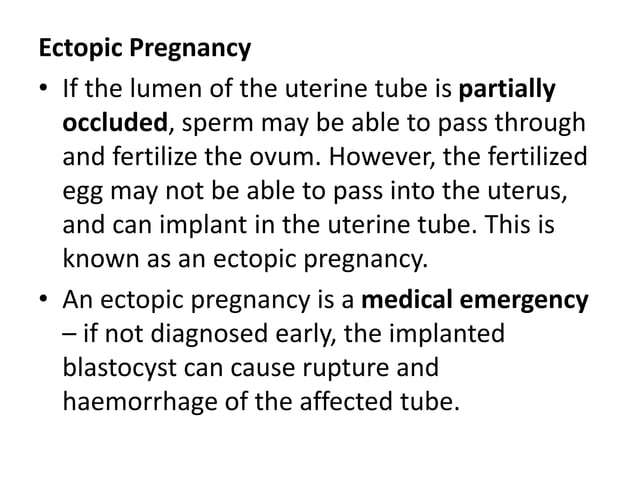 Ectopic Pregnancy
• If the lumen of the uterine tube is partially
occluded, sperm may be able to pass through
and fertilize the ovum. However, the fertilized
egg may not be able to pass into the uterus,
and can implant in the uterine tube. This is
known as an ectopic pregnancy.
• An ectopic pregnancy is a medical emergency
– if not diagnosed early, the implanted
blastocyst can cause rupture and
haemorrhage of the affected tube.